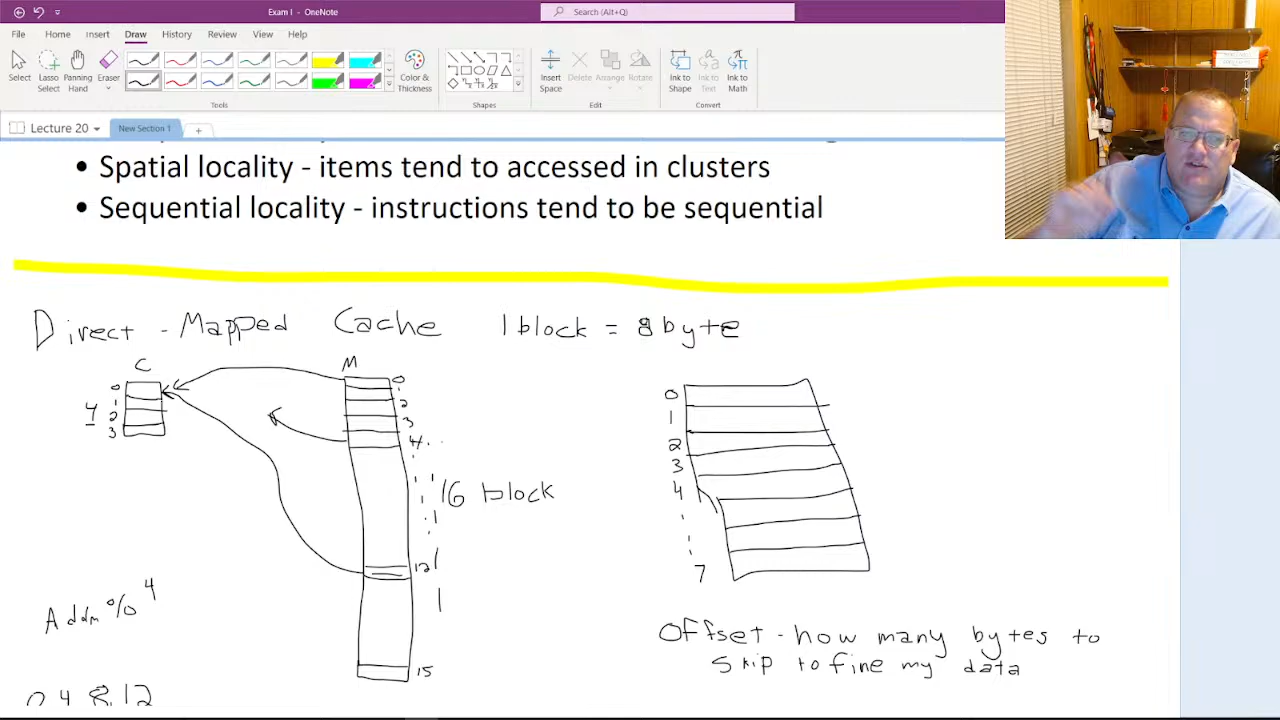 Exam I - OneNote
Search (Alt+Q)
File Home Insert Draw History Review View Help
Select Lasso Select Panning Hand Eraser Color & Thickness Insert Space Delete Arrange Rotate Ink to Shape Ink to Text Ink to Math
Tools Shapes Edit Convert
Lecture 20 New Section 1 +
• Spatial locality - items tend to accessed in clusters
• Sequential locality - instructions tend to be sequential
Direct - Mapped Cache 1 block = 8 byte
C M
0 0
1
4 2 2
3 3
4
16 block
12
15
0
1
2
3
4
7
Addr % 4
Offset - how many bytes to
skip to fine my data
0 4 8, 12